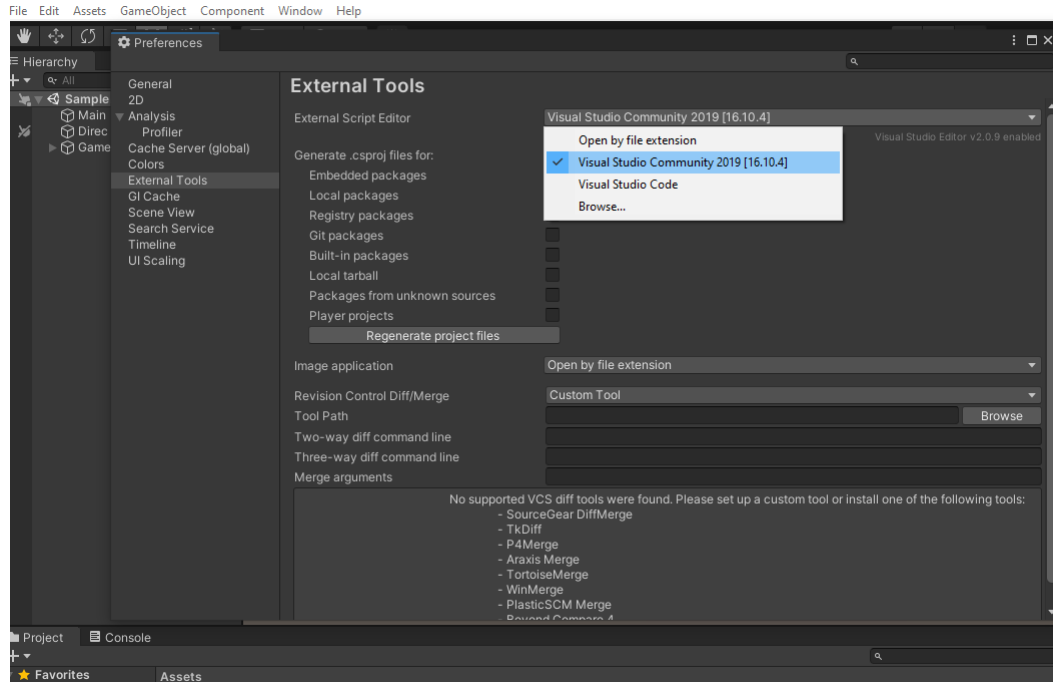 File Edit Assets GameObject Component Window Help
Preferences
Hierarchy
All
Sample
Main
Direc
Game
General
2D
Analysis
Profiler
Cache Server (global)
Colors
External Tools
GI Cache
Scene View
Search Service
Timeline
UI Scaling
External Tools
External Script Editor
Visual Studio Community 2019 [16.10.4]
Open by file extension
Visual Studio Community 2019 [16.10.4]
Visual Studio Code
Browse...
Visual Studio Editor v2.0.9 enabled
Generate .csproj files for:
Embedded packages
Local packages
Registry packages
Git packages
Built-in packages
Local tarball
Packages from unknown sources
Player projects
Regenerate project files
Image application
Open by file extension
Revision Control Diff/Merge
Custom Tool
Tool Path
Browse
Two-way diff command line
Three-way diff command line
Merge arguments
No supported VCS diff tools were found. Please set up a custom tool or install one of the following tools:
- SourceGear DiffMerge
- TkDiff
- P4Merge
- Araxis Merge
- TortoiseMerge
- WinMerge
- PlasticSCM Merge
- Beyond Compare 4
Project
Console
Favorites
Assets